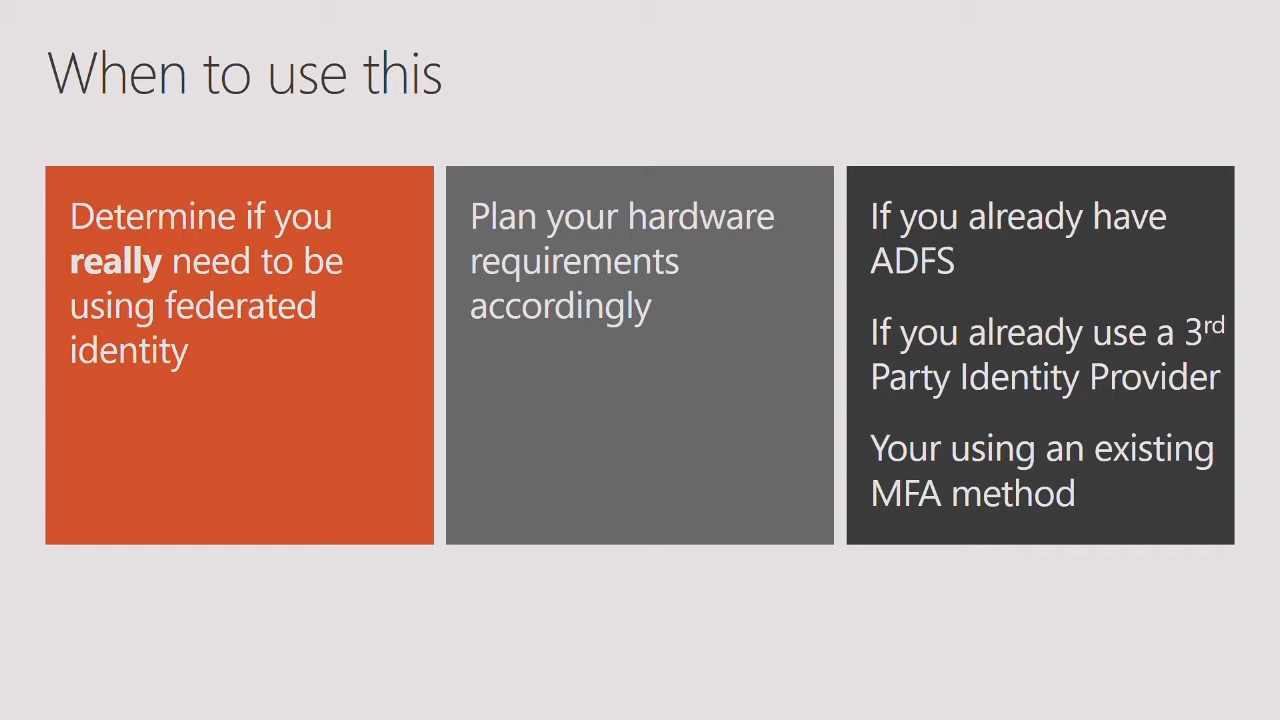 When to use this
Determine if you
really need to be
using federated
identity
Plan your hardware
requirements
accordingly
If you already have
ADFS
If you already use a 3rd
Party Identity Provider
Your using an existing
MFA method